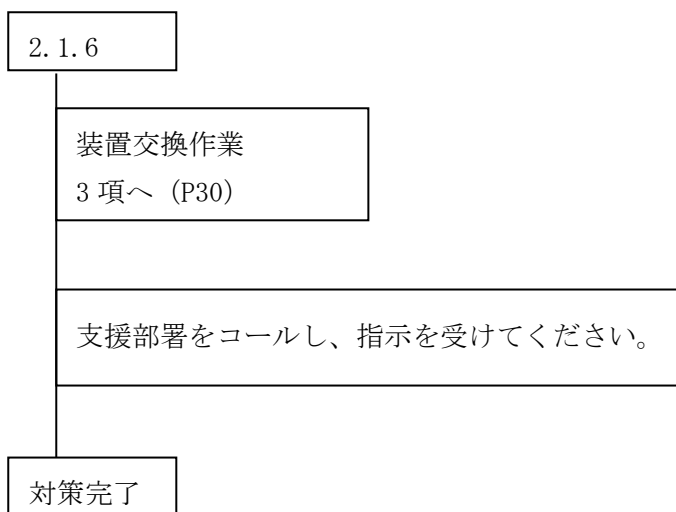 2.1.6
装置交換作業
3 項へ (P30)
支援部署をコールし、指示を受けてください。
対策完了